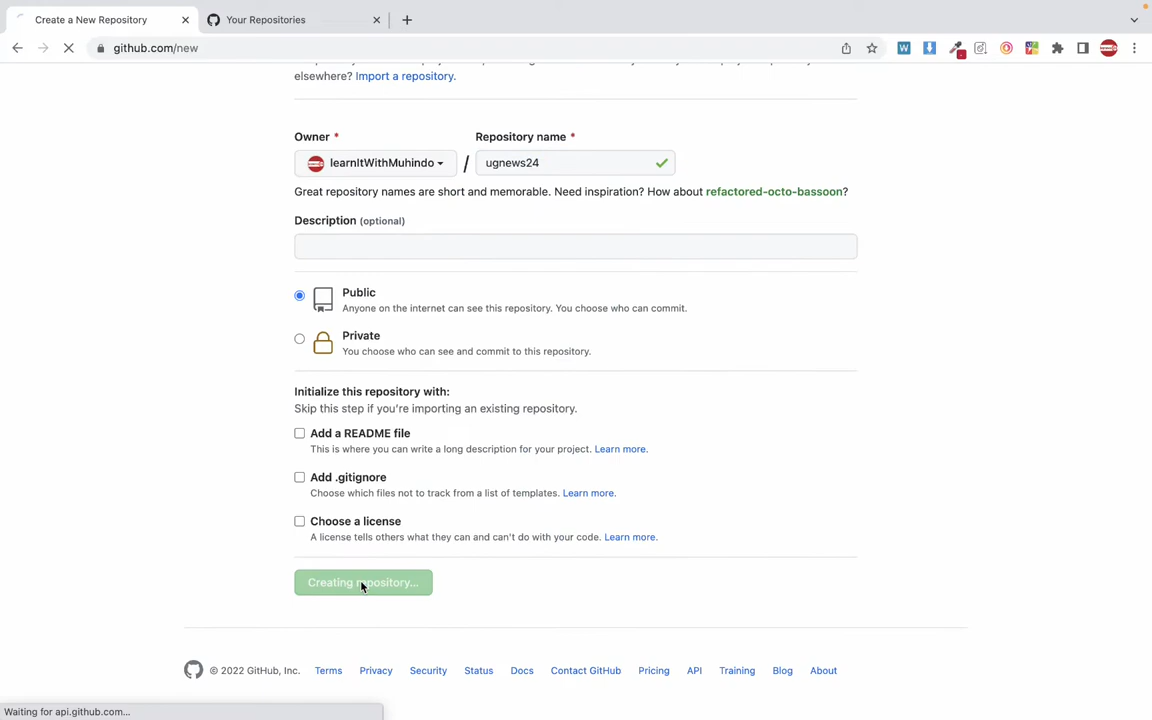 Create a New Repository
Your Repositories
github.com/new
elsewhere? Import a repository.
Owner *
Repository name *
learnItWithMuhindo
/
ugnews24
Great repository names are short and memorable. Need inspiration? How about refactored-octo-bassoon?
Description (optional)
Public
Anyone on the internet can see this repository. You choose who can commit.
Private
You choose who can see and commit to this repository.
Initialize this repository with:
Skip this step if you're importing an existing repository.
Add a README file
This is where you can write a long description for your project. Learn more.
Add .gitignore
Choose which files not to track from a list of templates. Learn more.
Choose a license
A license tells others what they can and can't do with your code. Learn more.
Creating repository...
© 2022 GitHub, Inc.
Terms
Privacy
Security
Status
Docs
Contact GitHub
Pricing
API
Training
Blog
About
Waiting for api.github.com...